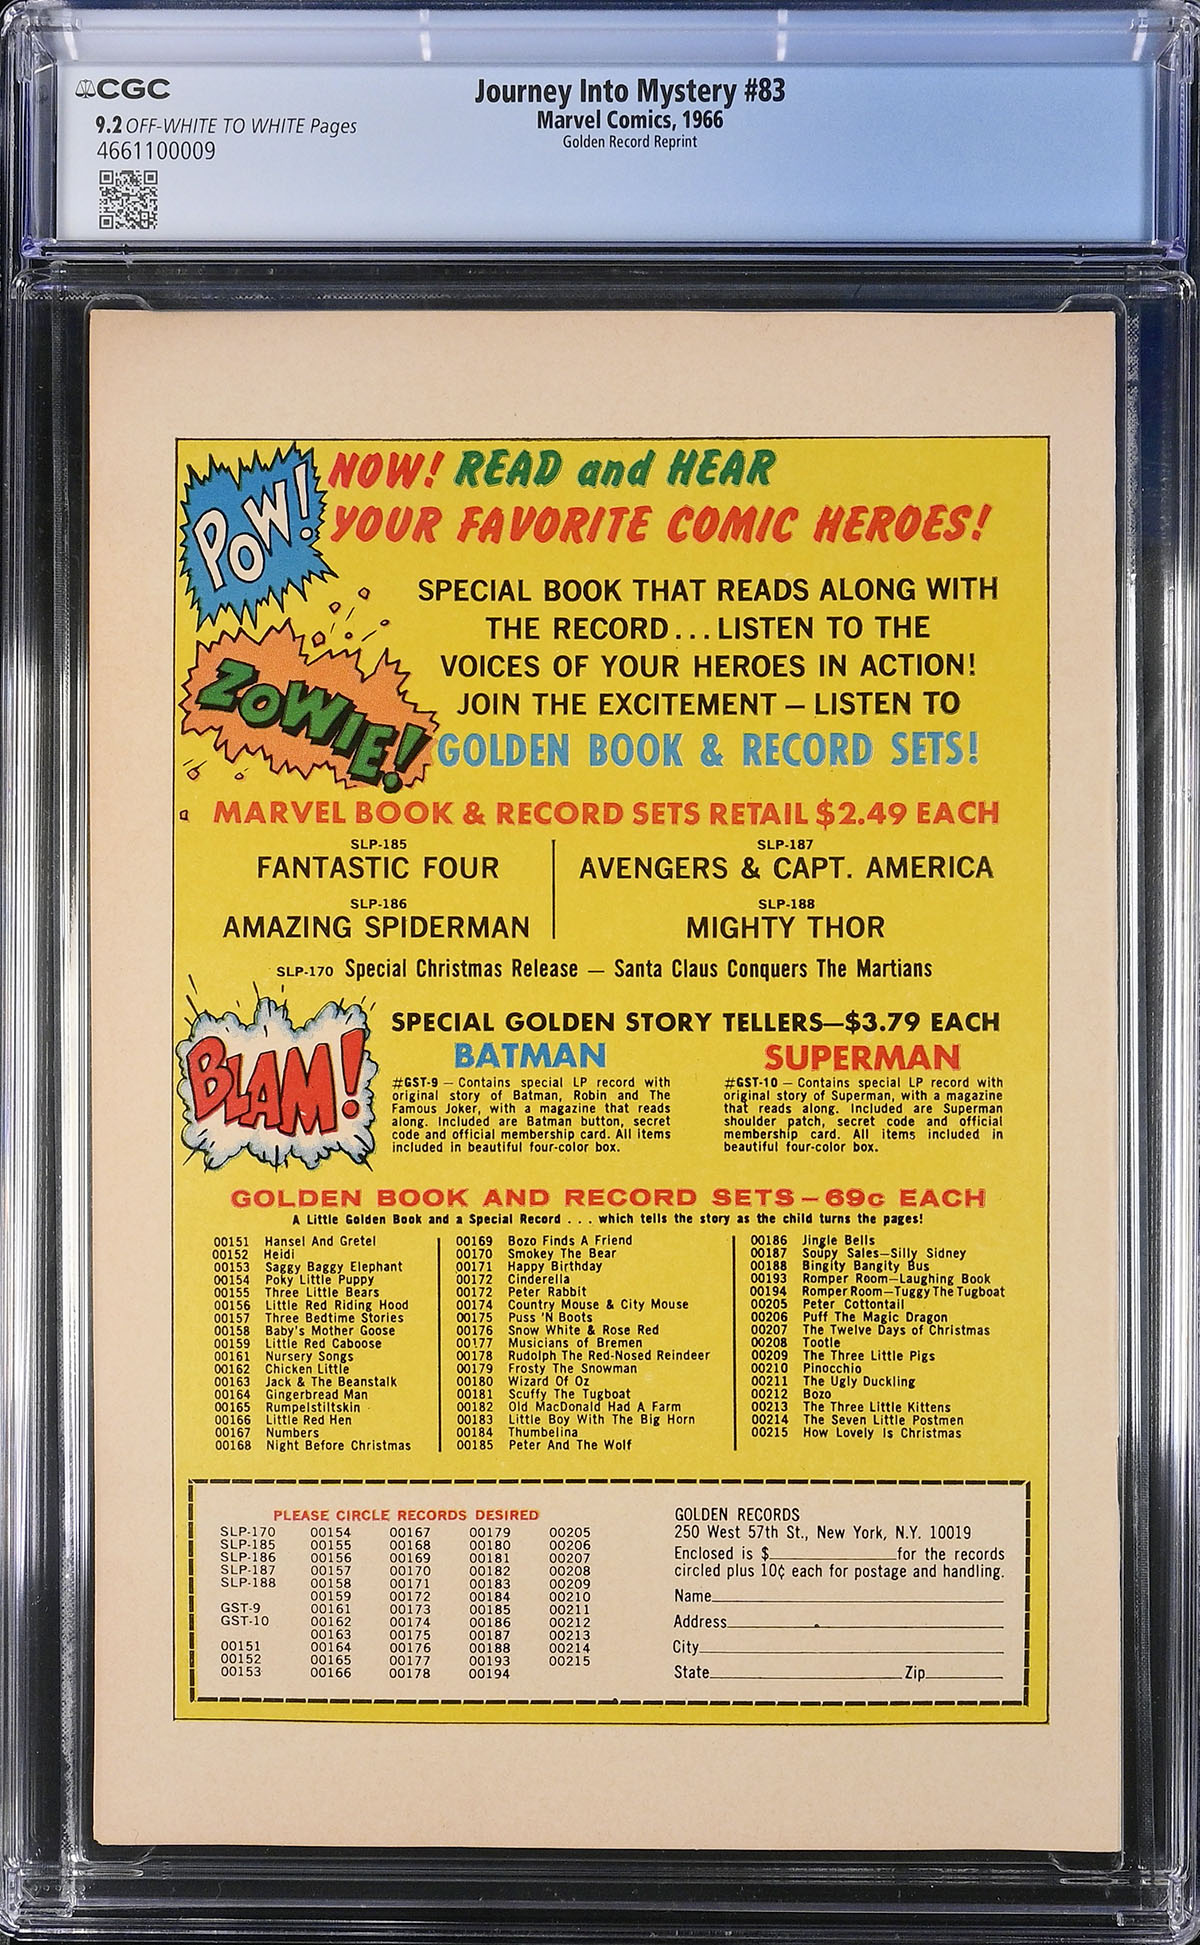 CGC
Journey Into Mystery #83
Marvel Comics, 1966
Golden Record Reprint
9.2 OFF-WHITE TO WHITE Pages
4661100009
POW!
NOW! READ and HEAR
YOUR FAVORITE COMIC HEROES!
SPECIAL BOOK THAT READS ALONG WITH
THE RECORD...LISTEN TO THE
VOICES OF YOUR HEROES IN ACTION!
JOIN THE EXCITEMENT – LISTEN TO
GOLDEN BOOK & RECORD SETS!
ZOWIE!
MARVEL BOOK & RECORD SETS RETAIL $2.49 EACH
SLP-185
FANTASTIC FOUR
SLP-186
AMAZING SPIDERMAN
SLP-187
AVENGERS & CAPT. AMERICA
SLP-188
MIGHTY THOR
SLP-170 Special Christmas Release – Santa Claus Conquers The Martians
BLAM!
SPECIAL GOLDEN STORY TELLERS—$3.79 EACH
BATMAN
#GST-9 – Contains special LP record with
original story of Batman, Robin and The
Famous Joker, with a magazine that reads
along. Included are Batman button, secret
code and official membership card. All items
included in beautiful four-color box.
SUPERMAN
#GST-10 – Contains special LP record with
original story of Superman, with a magazine
that reads along. Included are Superman
shoulder patch, secret code and official
membership card. All items included in
beautiful four-color box.
GOLDEN BOOK AND RECORD SETS – 69c EACH
A Little Golden Book and a Special Record . . . which tells the story as the child turns the pages!
00151 Hansel And Gretel
00152 Heidi
00153 Saggy Baggy Elephant
00154 Poky Little Puppy
00155 Three Little Bears
00156 Little Red Riding Hood
00157 Three Bedtime Stories
00158 Baby's Mother Goose
00159 Little Red Caboose
00161 Nursery Songs
00162 Chicken Little
00163 Jack & The Beanstalk
00164 Gingerbread Man
00165 Rumpelstiltskin
00166 Little Red Hen
00167 Numbers
00168 Night Before Christmas
00169 Bozo Finds A Friend
00170 Smokey The Bear
00171 Happy Birthday
00172 Cinderella
00172 Peter Rabbit
00174 Country Mouse & City Mouse
00175 Puss 'N Boots
00176 Snow White & Rose Red
00177 Musicians of Bremen
00178 Rudolph The Red-Nosed Reindeer
00179 Frosty The Snowman
00180 Wizard Of Oz
00181 Scuffy The Tugboat
00182 Old MacDonald Had A Farm
00183 Little Boy With The Big Horn
00184 Thumbelina
00185 Peter And The Wolf
00186 Jingle Bells
00187 Soupy Sales—Silly Sidney
00188 Bingity Bangity Bus
00193 Romper Room—Laughing Book
00194 Romper Room—Tuggy The Tugboat
00205 Peter Cottontail
00206 Puff The Magic Dragon
00207 The Twelve Days of Christmas
00208 Tootle
00209 The Three Little Pigs
00210 Pinocchio
00211 The Ugly Duckling
00212 Bozo
00213 The Three Little Kittens
00214 The Seven Little Postmen
00215 How Lovely Is Christmas
PLEASE CIRCLE RECORDS DESIRED
SLP-170 00154 00167 00179 00205
SLP-185 00155 00168 00180 00206
SLP-186 00156 00169 00181 00207
SLP-187 00157 00170 00182 00208
SLP-188 00158 00171 00183 00209
00159 00172 00184 00210
GST-9 00161 00173 00185 00211
GST-10 00162 00174 00186 00212
00163 00175 00187 00213
00151 00164 00176 00188 00214
00152 00165 00177 00193 00215
00153 00166 00178 00194
GOLDEN RECORDS
250 West 57th St., New York, N.Y. 10019
Enclosed is $ for the records
circled plus 10¢ each for postage and handling.
Name
Address
City
State Zip